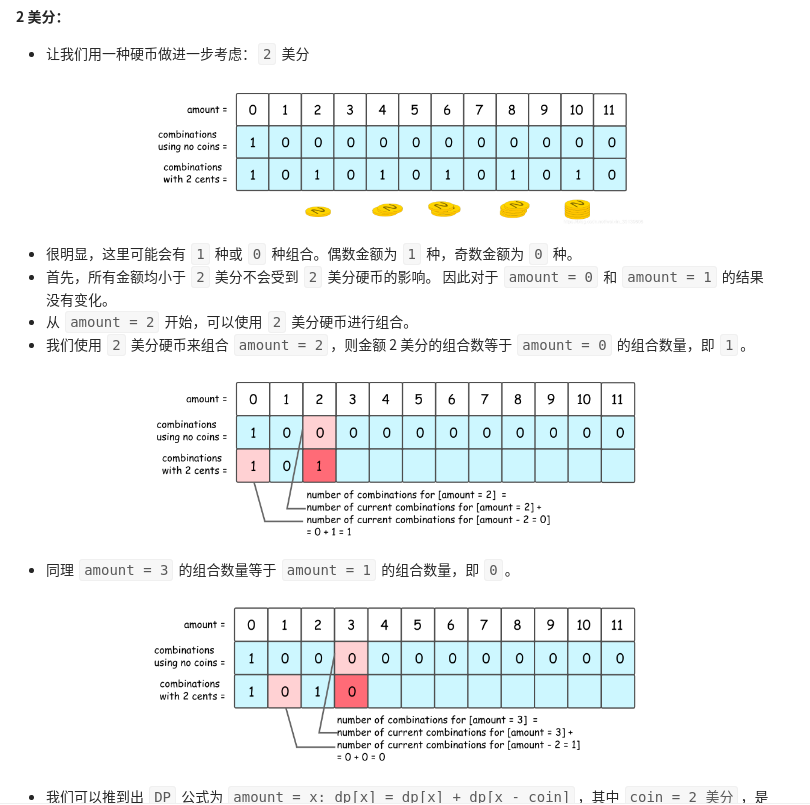 2 美分：
让我们用一种硬币做进一步考虑： 2 美分
amount = 0 1 2 3 4 5 6 7 8 9 10 11
combinations
using no coins = 1 0 0 0 0 0 0 0 0 0 0 0
combinations
with 2 cents = 1 0 1 0 1 0 1 0 1 0 1 0
2 2 2 2 2
很明显，这里可能会有 1 种或 0 种组合。偶数金额为 1 种，奇数金额为 0 种。
首先，所有金额均小于 2 美分不会受到 2 美分硬币的影响。 因此对于 amount = 0 和 amount = 1 的结果
没有变化。
从 amount = 2 开始，可以使用 2 美分硬币进行组合。
我们使用 2 美分硬币来组合 amount = 2 ，则金额 2 美分的组合数等于 amount = 0 的组合数量，即 1 。
amount = 0 1 2 3 4 5 6 7 8 9 10 11
combinations
using no coins = 1 0 0 0 0 0 0 0 0 0 0 0
combinations
with 2 cents = 1 0 1
number of combinations for [amount = 2] =
number of current combinations for [amount = 2] +
number of current combinations for [amount - 2 = 0]
= 0 + 1 = 1
同理 amount = 3 的组合数量等于 amount = 1 的组合数量，即 0 。
amount = 0 1 2 3 4 5 6 7 8 9 10 11
combinations
using no coins = 1 0 0 0 0 0 0 0 0 0 0 0
combinations
with 2 cents = 1 0 1 0
number of combinations for [amount = 3] =
number of current combinations for [amount = 3] +
number of current combinations for [amount - 2 = 1]
= 0 + 0 = 0
我们可以推到出 DP 公式为 amount = x: dp[x] = dp[x] + dp[x - coin] ，其中 coin = 2 美分 ，是